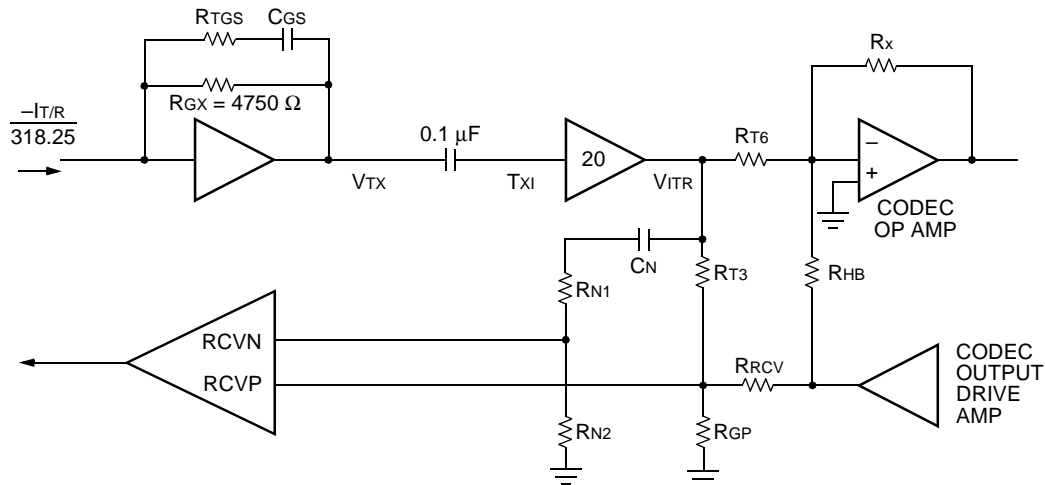 RTGS
CGS
RGX = 4750 Ω
–IT/R
318.25
VTX
0.1 μF
TXI
20
VITR
RT6
RX
–
+
CODEC
OP AMP
CN
RN1
RT3
RHB
RCVN
RCVP
RRCV
CODEC
OUTPUT
DRIVE
AMP
RN2
RGP